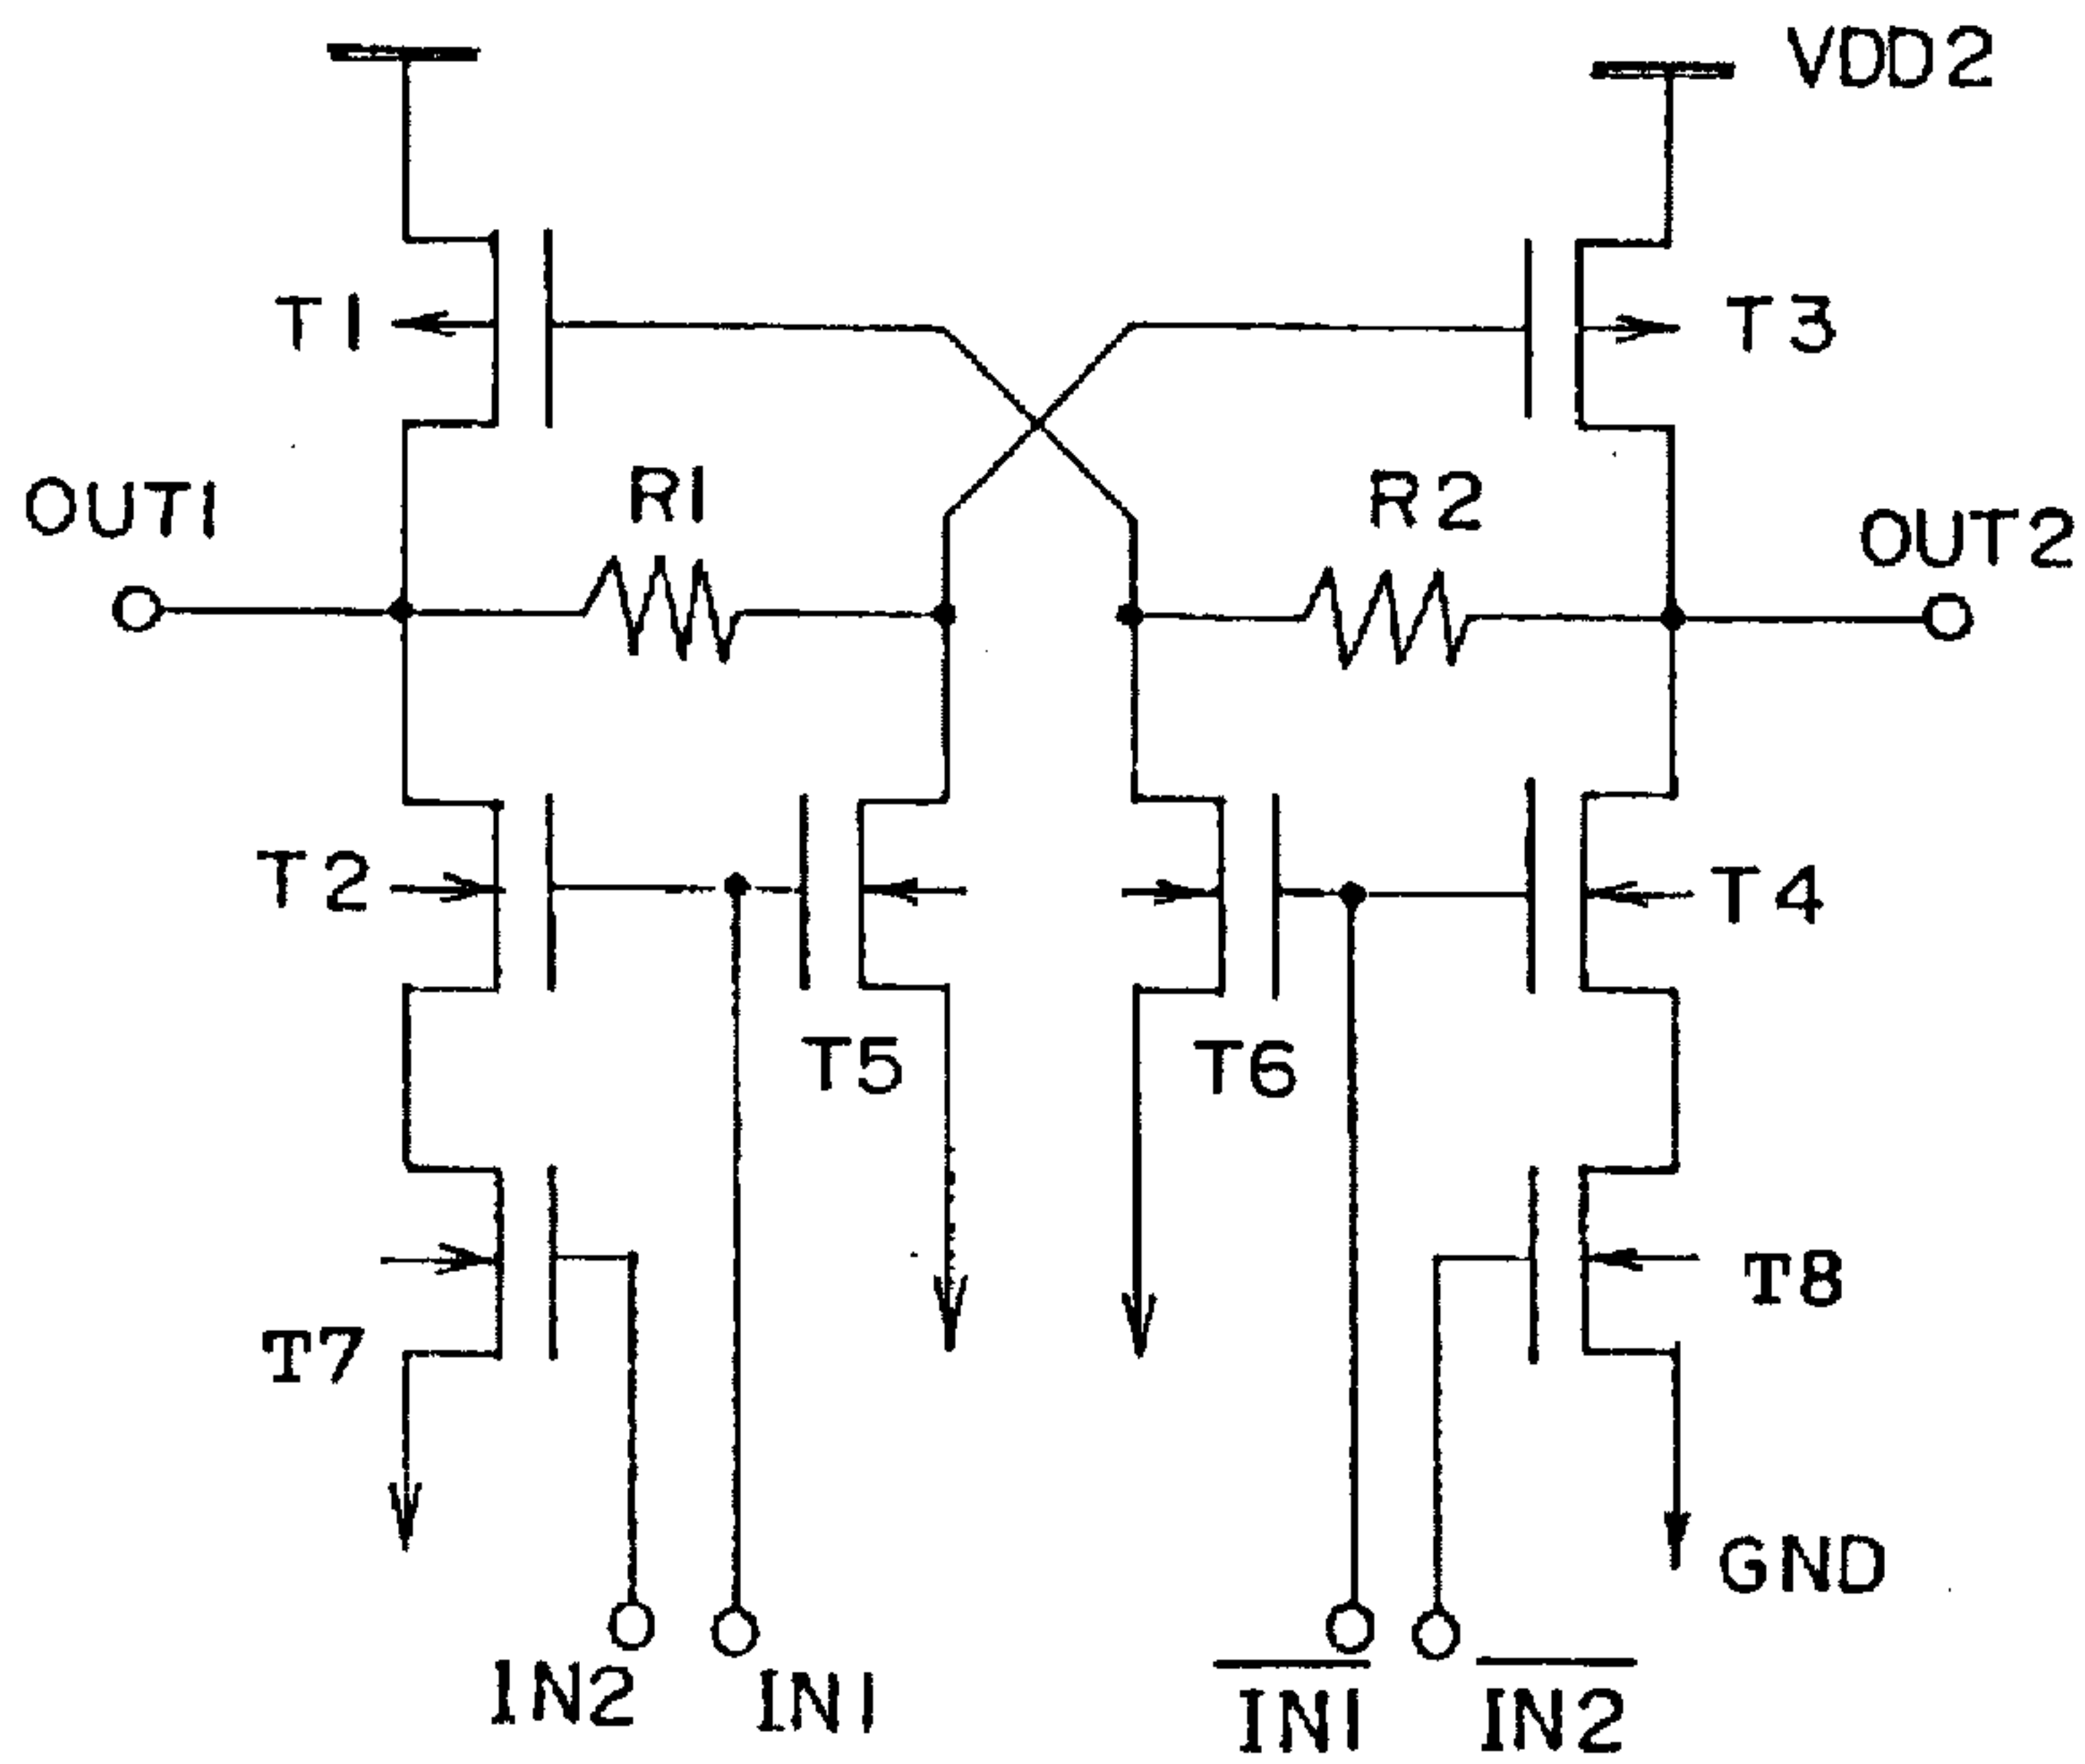 VDD2
T1
T3
OUT1
R1
R2
OUT2
T2
T4
T5
T6
T7
T8
GND
IN2
IN1
IN1
IN2